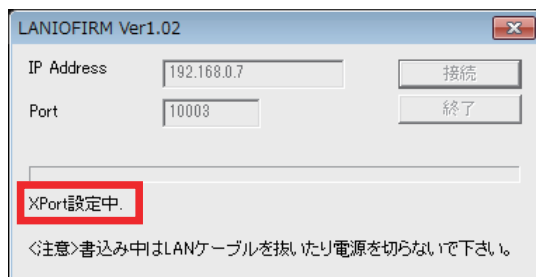 LANIOFIRM Ver1.02
IP Address 192.168.0.7 接続
Port 10003 終了
XPort設定中.
<注意>書込み中はLANケーブルを抜いたり電源を切らないで下さい。